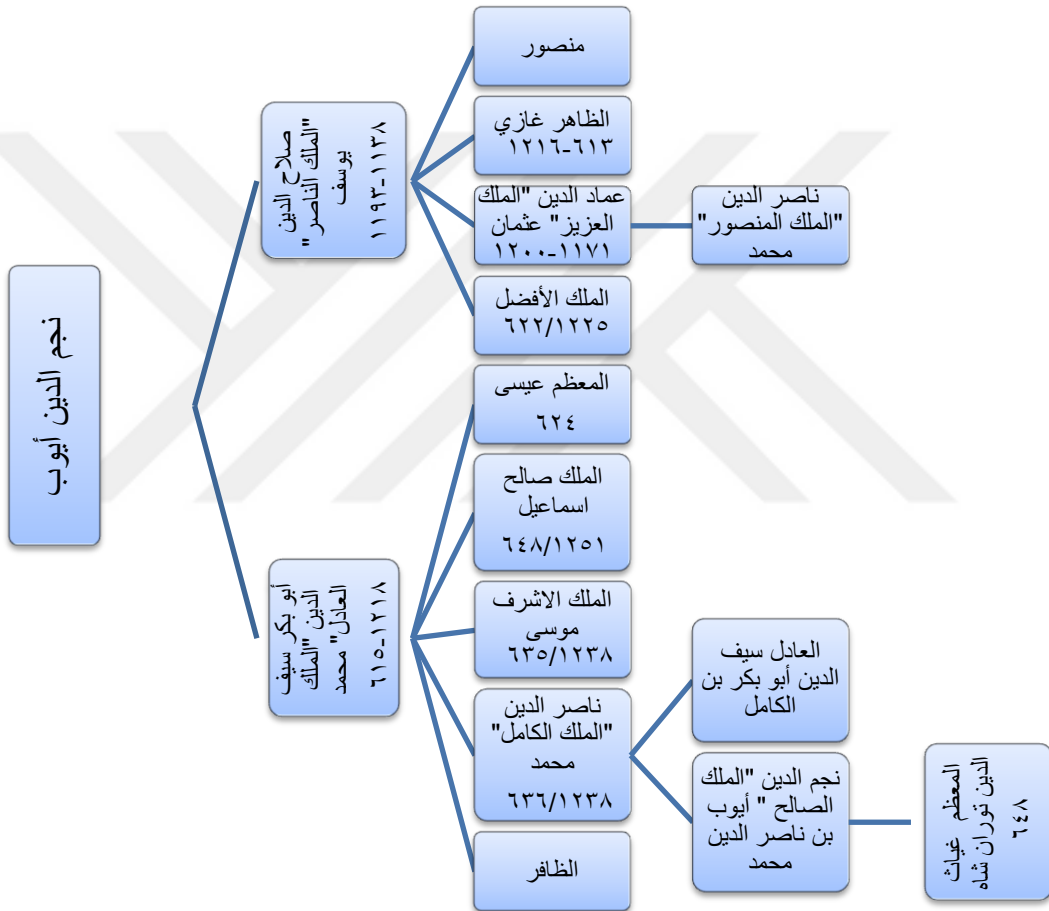 نجم الدين أيوب
صلاح الدين
"الملك الناصر"
يوسف
١١٣٨-١١٩٣
منصور
الظاهر غازي
٦١٣-١٢١٦
عماد الدين "الملك
العزيز" عثمان
١١٧١-١٢٠٠
ناصر الدين
"الملك المنصور"
محمد
الملك الأفضل
٦٢٢/١٢٢٥
أبو بكر سيف
الدين "الملك
العادل" محمد
٦١٥-١٢١٨
المعظم عيسى
٦٢٤
الملك صالح
اسماعيل
٦٤٨/١٢٥١
الملك الاشرف
موسى
٦٣٥/١٢٣٨
ناصر الدين
"الملك الكامل"
محمد
٦٣٦/١٢٣٨
العادل سيف
الدين أبو بكر بن
الكامل
نجم الدين "الملك
الصالح " أيوب
بن ناصر الدين
محمد
المعظم غياث
الدين توران شاه
٦٤٨
الظافر